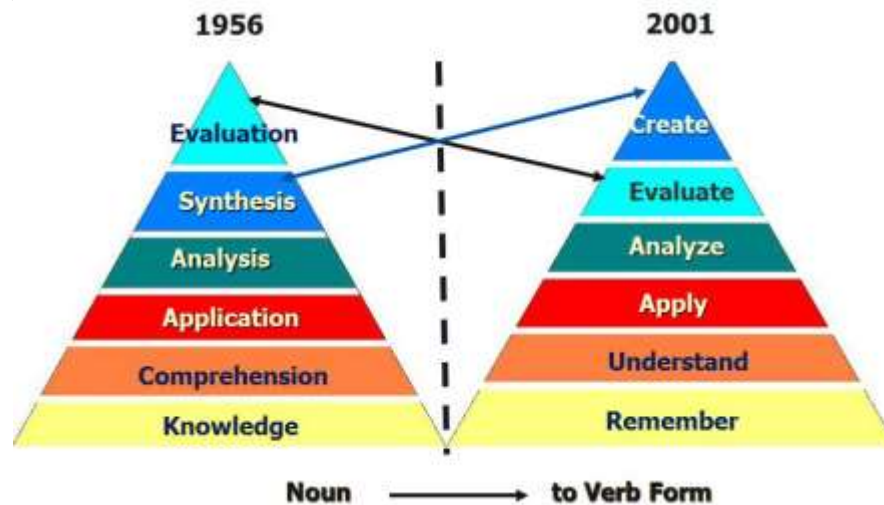 1956
2001
Evaluation
Synthesis
Analysis
Application
Comprehension
Knowledge
Create
Evaluate
Analyze
Apply
Understand
Remember
Noun to Verb Form